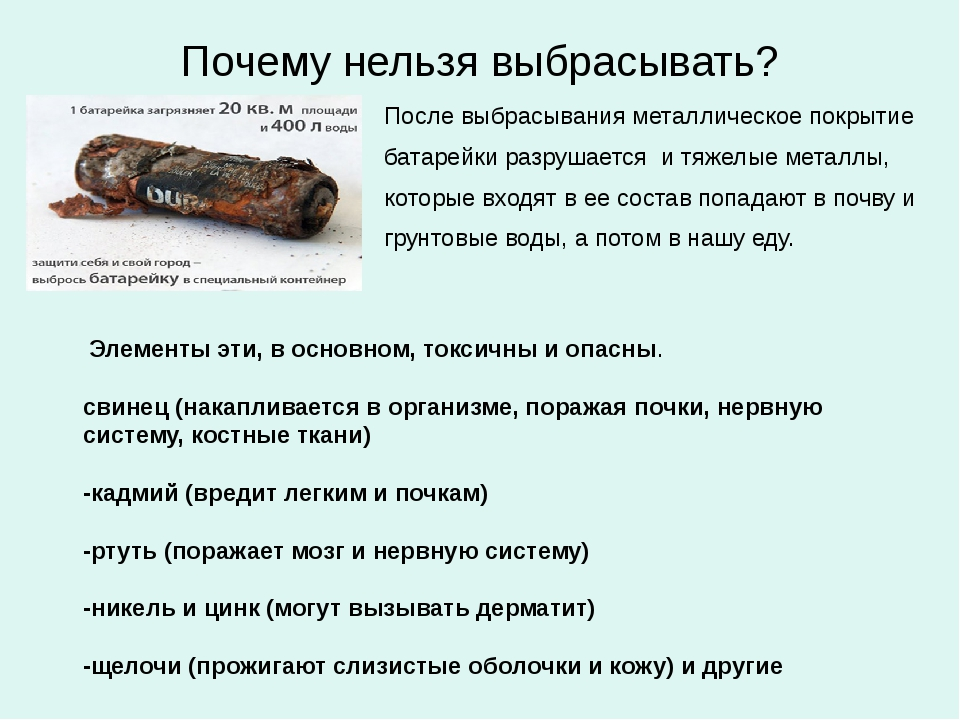 Почему нельзя выбрасывать?
1 батарейка загрязняет 20 кв. м площади
и 400 л воды
DUR
защити себя и свой город –
выбрось батарейку в специальный контейнер
После выбрасывания металлическое покрытие
батарейки разрушается и тяжелые металлы,
которые входят в ее состав попадают в почву и
грунтовые воды, а потом в нашу еду.
Элементы эти, в основном, токсичны и опасны.
свинец (накапливается в организме, поражая почки, нервную
систему, костные ткани)
-кадмий (вредит легким и почкам)
-ртуть (поражает мозг и нервную систему)
-никель и цинк (могут вызывать дерматит)
-щелочи (прожигают слизистые оболочки и кожу) и другие